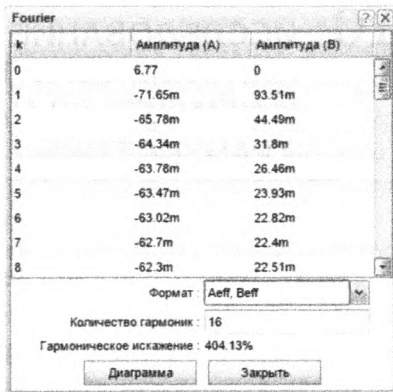 Fourier
k Амплитуда (A) Амплитуда (B)
0 6.77 0
1 -71.65m 93.51m
2 -65.78m 44.49m
3 -64.34m 31.8m
4 -63.78m 26.46m
5 -63.47m 23.93m
6 -63.02m 22.82m
7 -62.7m 22.4m
8 -62.3m 22.51m
Формат : Aeff, Beff
Количество гармоник : 16
Гармоническое искажение : 404.13%
Диаграмма Закрыть